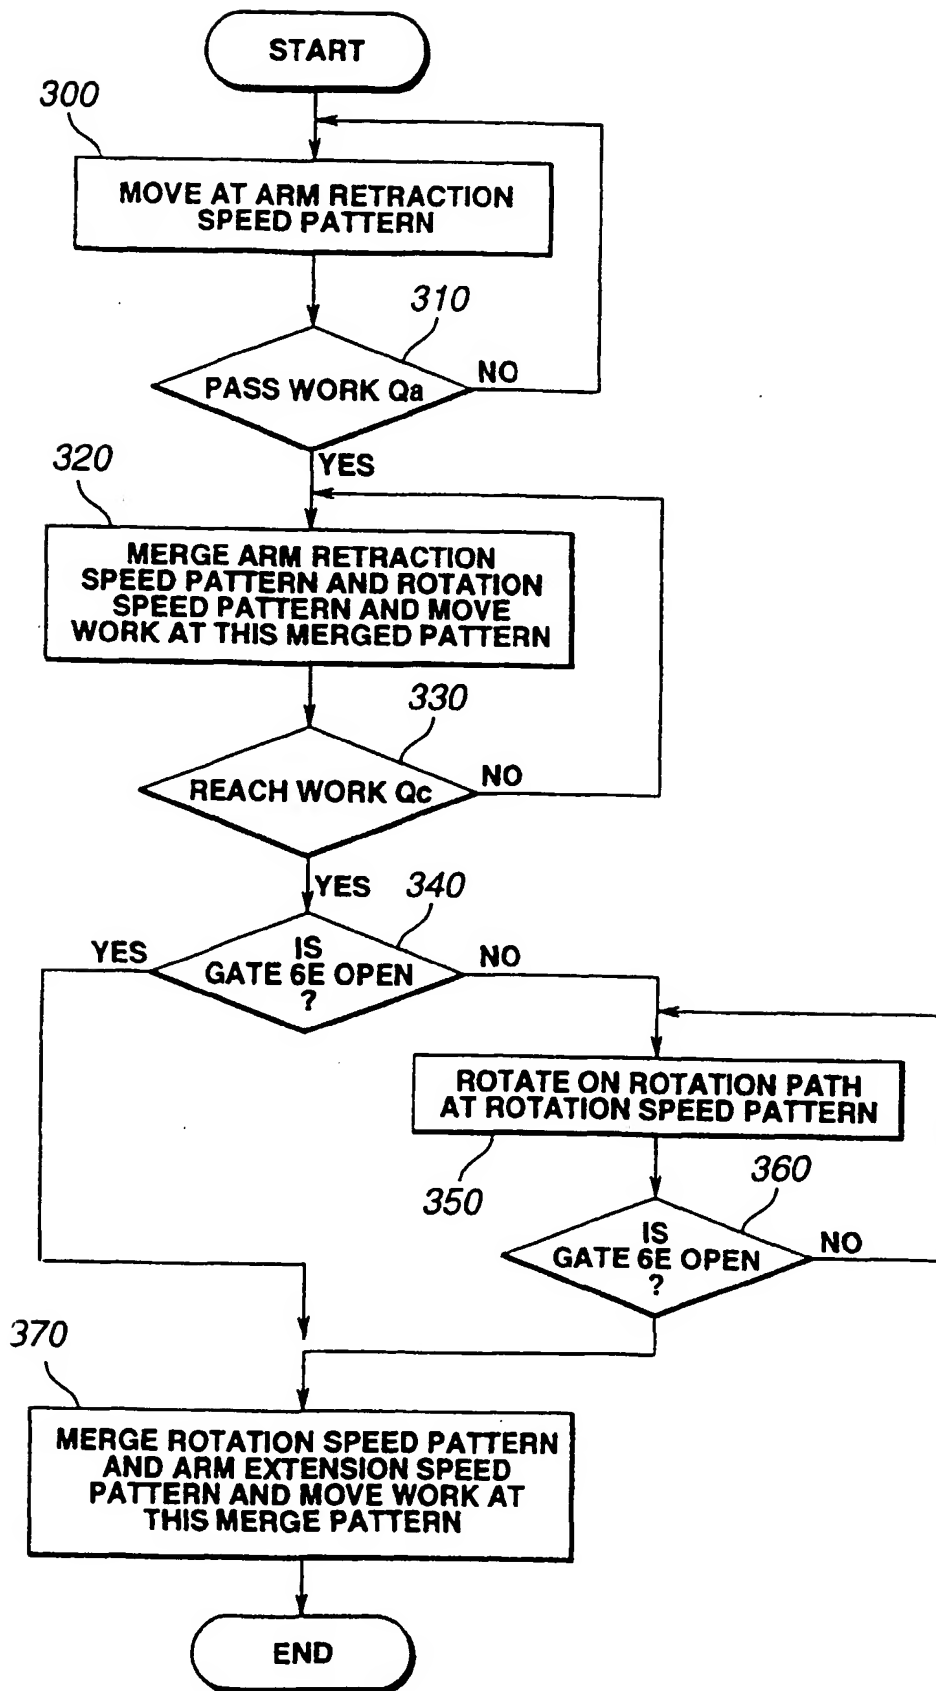 START
300
MOVE AT ARM RETRACTION
SPEED PATTERN
310
PASS WORK Qa
NO
YES
320
MERGE ARM RETRACTION
SPEED PATTERN AND ROTATION
SPEED PATTERN AND MOVE
WORK AT THIS MERGED PATTERN
330
REACH WORK Qc
NO
YES
340
YES
IS
GATE 6E OPEN
?
NO
ROTATE ON ROTATION PATH
AT ROTATION SPEED PATTERN
350
360
IS
GATE 6E OPEN
?
NO
370
MERGE ROTATION SPEED PATTERN
AND ARM EXTENSION SPEED
PATTERN AND MOVE WORK AT
THIS MERGE PATTERN
END